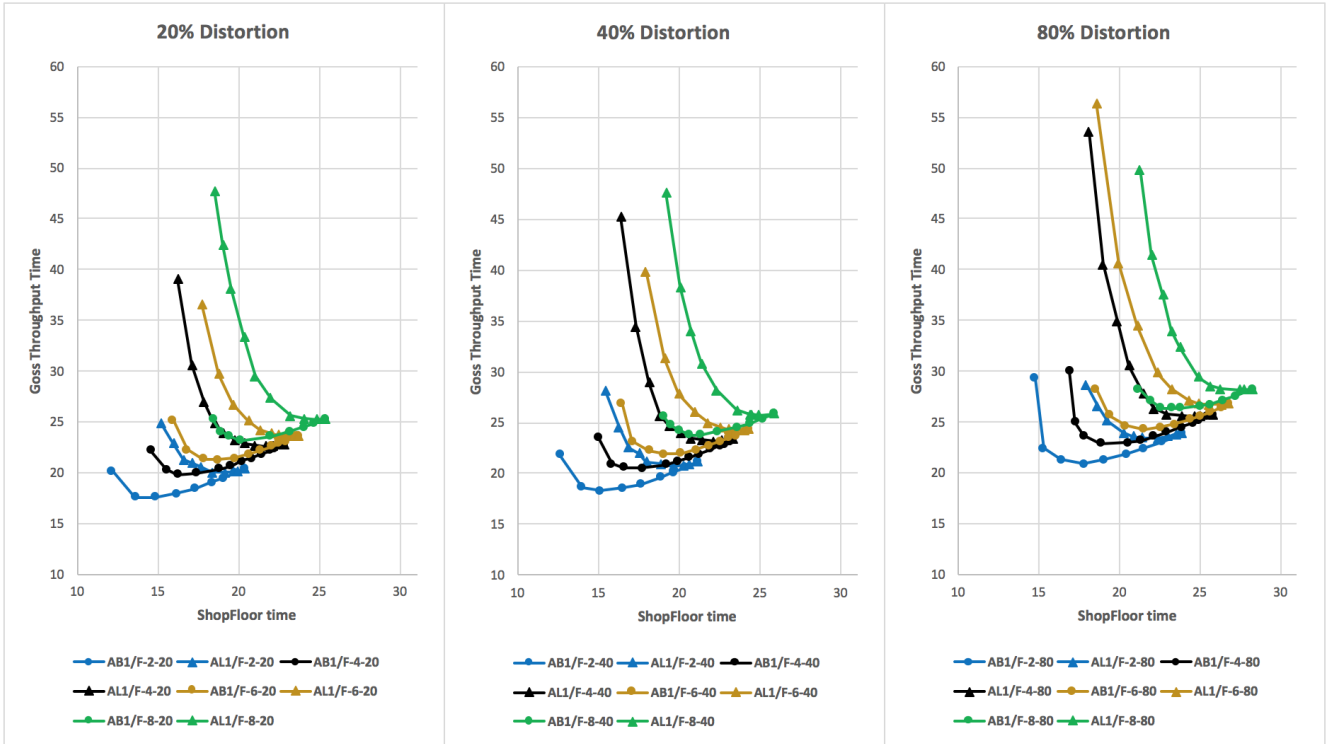 20% Distortion
60
55
50
45
40
35
30
25
20
15
10
Goss Throughput Time
10 15 20 25 30
ShopFloor time
AB1/F-2-20 AL1/F-2-20 AB1/F-4-20
AL1/F-4-20 AB1/F-6-20 AL1/F-6-20
AB1/F-8-20 AL1/F-8-20
40% Distortion
60
55
50
45
40
35
30
25
20
15
10
Goss Throughput Time
10 15 20 25 30
ShopFloor time
AB1/F-2-40 AL1/F-2-40 AB1/F-4-40
AL1/F-4-40 AB1/F-6-40 AL1/F-6-40
AB1/F-8-40 AL1/F-8-40
80% Distortion
60
55
50
45
40
35
30
25
20
15
10
Goss Throughput Time
10 15 20 25 30
ShopFloor time
AB1/F-2-80 AL1/F-2-80 AB1/F-4-80
AL1/F-4-80 AB1/F-6-80 AL1/F-6-80
AB1/F-8-80 AL1/F-8-80